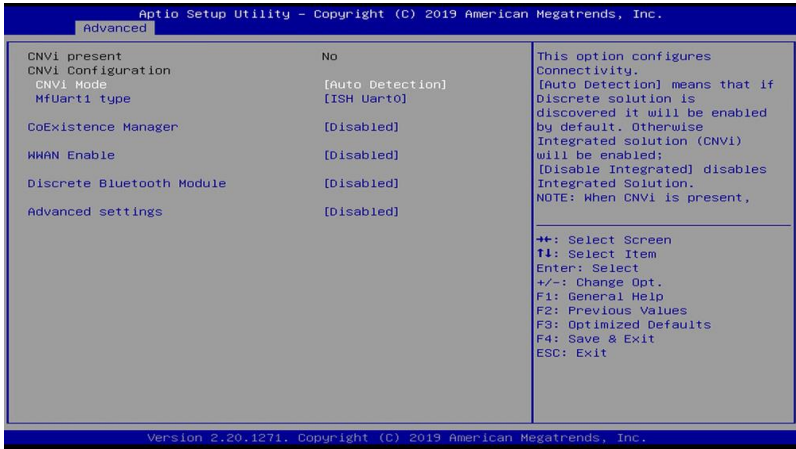 Aptio Setup Utility – Copyright (C) 2019 American Megatrends, Inc.
Advanced
CNVi present No
CNVi Configuration
CNVi Mode [Auto Detection]
MfUart1 type [ISH Uart0]
CoExistence Manager [Disabled]
WWAN Enable [Disabled]
Discrete Bluetooth Module [Disabled]
Advanced settings [Disabled]
This option configures
Connectivity.
[Auto Detection] means that if
Discrete solution is
discovered it will be enabled
by default. Otherwise
Integrated solution (CNVi)
will be enabled;
[Disable Integrated] disables
Integrated Solution.
NOTE: When CNVi is present,
→←: Select Screen
↑↓: Select Item
Enter: Select
+/-: Change Opt.
F1: General Help
F2: Previous Values
F3: Optimized Defaults
F4: Save & Exit
ESC: Exit
Version 2.20.1271. Copyright (C) 2019 American Megatrends, Inc.